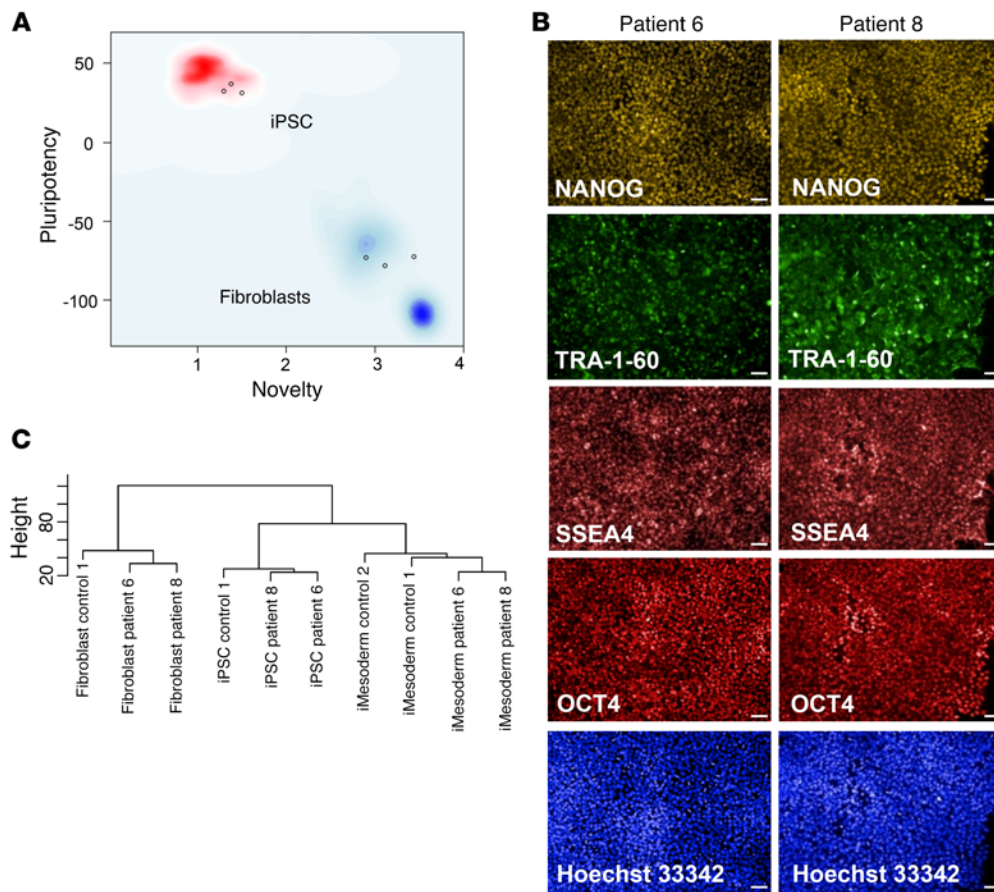 A
50
0
-50
-100
Pluripotency
iPSC
Fibroblasts
1
2
3
4
Novelty
B
Patient 6
Patient 8
NANOG
NANOG
TRA-1-60
TRA-1-60
SSEA4
SSEA4
OCT4
OCT4
Hoechst 33342
Hoechst 33342
C
Height
80
20
Fibroblast control 1
Fibroblast patient 6
Fibroblast patient 8
iPSC control 1
iPSC patient 8
iPSC patient 6
iMesoderm control 2
iMesoderm control 1
iMesoderm patient 6
iMesoderm patient 8